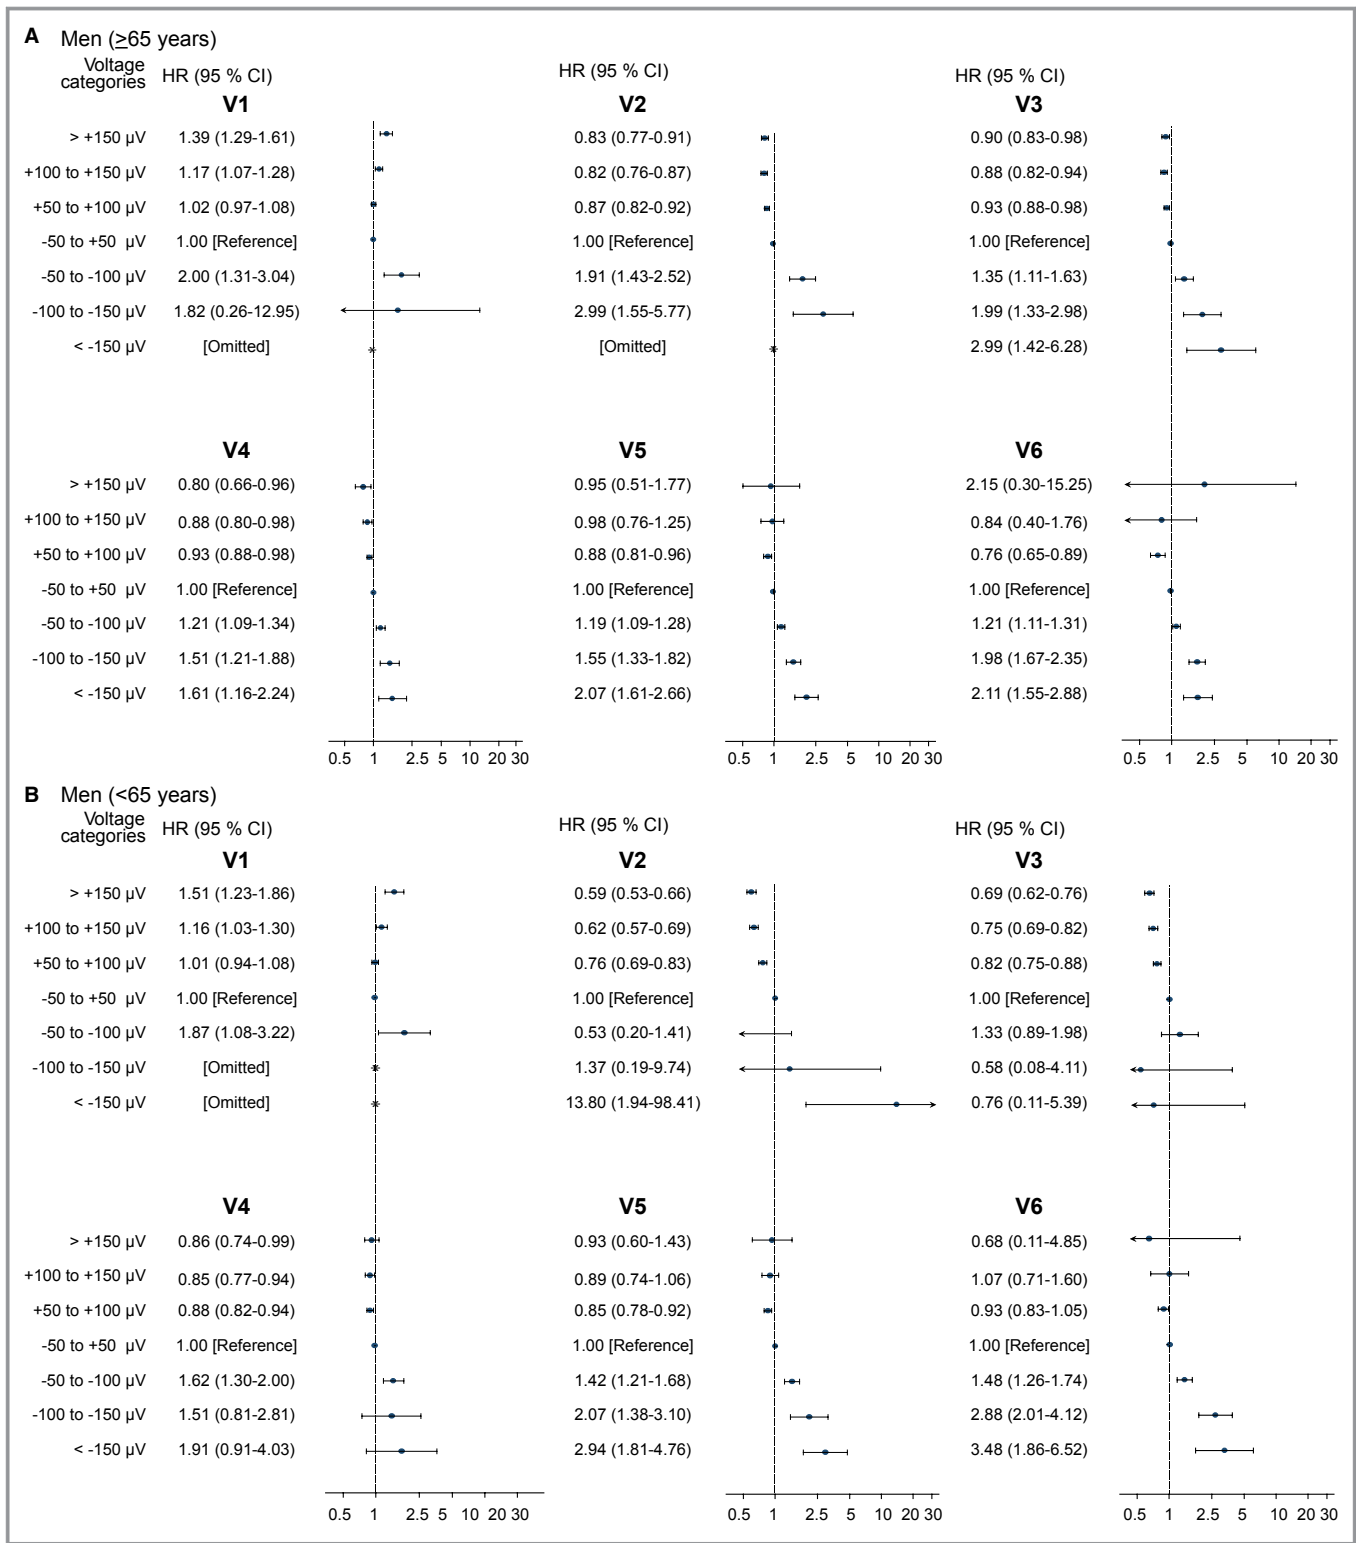 A Men (≥65 years)
Voltage categories HR (95 % CI) HR (95 % CI) HR (95 % CI)
V1 V2 V3
> +150 µV 1.39 (1.29-1.61) 0.83 (0.77-0.91) 0.90 (0.83-0.98)
+100 to +150 µV 1.17 (1.07-1.28) 0.82 (0.76-0.87) 0.88 (0.82-0.94)
+50 to +100 µV 1.02 (0.97-1.08) 0.87 (0.82-0.92) 0.93 (0.88-0.98)
-50 to +50 µV 1.00 [Reference] 1.00 [Reference] 1.00 [Reference]
-50 to -100 µV 2.00 (1.31-3.04) 1.91 (1.43-2.52) 1.35 (1.11-1.63)
-100 to -150 µV 1.82 (0.26-12.95) 2.99 (1.55-5.77) 1.99 (1.33-2.98)
< -150 µV [Omitted] [Omitted] 2.99 (1.42-6.28)
V4 V5 V6
> +150 µV 0.80 (0.66-0.96) 0.95 (0.51-1.77) 2.15 (0.30-15.25)
+100 to +150 µV 0.88 (0.80-0.98) 0.98 (0.76-1.25) 0.84 (0.40-1.76)
+50 to +100 µV 0.93 (0.88-0.98) 0.88 (0.81-0.96) 0.76 (0.65-0.89)
-50 to +50 µV 1.00 [Reference] 1.00 [Reference] 1.00 [Reference]
-50 to -100 µV 1.21 (1.09-1.34) 1.19 (1.09-1.28) 1.21 (1.11-1.31)
-100 to -150 µV 1.51 (1.21-1.88) 1.55 (1.33-1.82) 1.98 (1.67-2.35)
< -150 µV 1.61 (1.16-2.24) 2.07 (1.61-2.66) 2.11 (1.55-2.88)
0.5 1 2.5 5 10 20 30 0.5 1 2.5 5 10 20 30 0.5 1 2.5 5 10 20 30
B Men (<65 years)
Voltage categories HR (95 % CI) HR (95 % CI) HR (95 % CI)
V1 V2 V3
> +150 µV 1.51 (1.23-1.86) 0.59 (0.53-0.66) 0.69 (0.62-0.76)
+100 to +150 µV 1.16 (1.03-1.30) 0.62 (0.57-0.69) 0.75 (0.69-0.82)
+50 to +100 µV 1.01 (0.94-1.08) 0.76 (0.69-0.83) 0.82 (0.75-0.88)
-50 to +50 µV 1.00 [Reference] 1.00 [Reference] 1.00 [Reference]
-50 to -100 µV 1.87 (1.08-3.22) 0.53 (0.20-1.41) 1.33 (0.89-1.98)
-100 to -150 µV [Omitted] 1.37 (0.19-9.74) 0.58 (0.08-4.11)
< -150 µV [Omitted] 13.80 (1.94-98.41) 0.76 (0.11-5.39)
V4 V5 V6
> +150 µV 0.86 (0.74-0.99) 0.93 (0.60-1.43) 0.68 (0.11-4.85)
+100 to +150 µV 0.85 (0.77-0.94) 0.89 (0.74-1.06) 1.07 (0.71-1.60)
+50 to +100 µV 0.88 (0.82-0.94) 0.85 (0.78-0.92) 0.93 (0.83-1.05)
-50 to +50 µV 1.00 [Reference] 1.00 [Reference] 1.00 [Reference]
-50 to -100 µV 1.62 (1.30-2.00) 1.42 (1.21-1.68) 1.48 (1.26-1.74)
-100 to -150 µV 1.51 (0.81-2.81) 2.07 (1.38-3.10) 2.88 (2.01-4.12)
< -150 µV 1.91 (0.91-4.03) 2.94 (1.81-4.76) 3.48 (1.86-6.52)
0.5 1 2.5 5 10 20 30 0.5 1 2.5 5 10 20 30 0.5 1 2.5 5 10 20 30